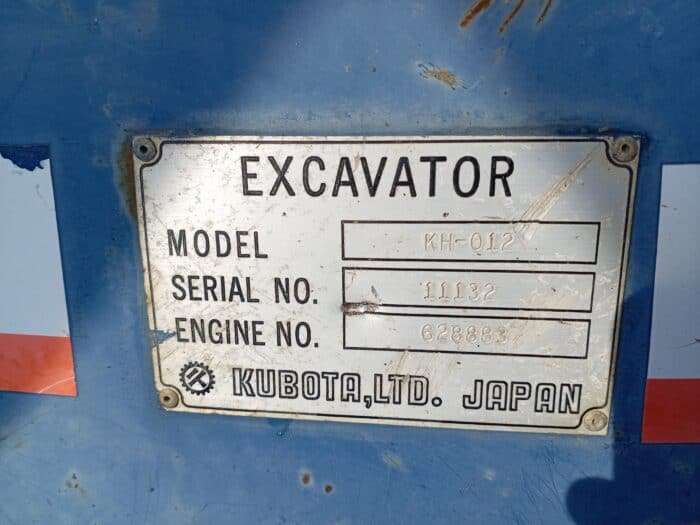 EXCAVATOR
MODEL KH-012
SERIAL NO. 11132
ENGINE NO. 628883
KUBOTA,LTD. JAPAN